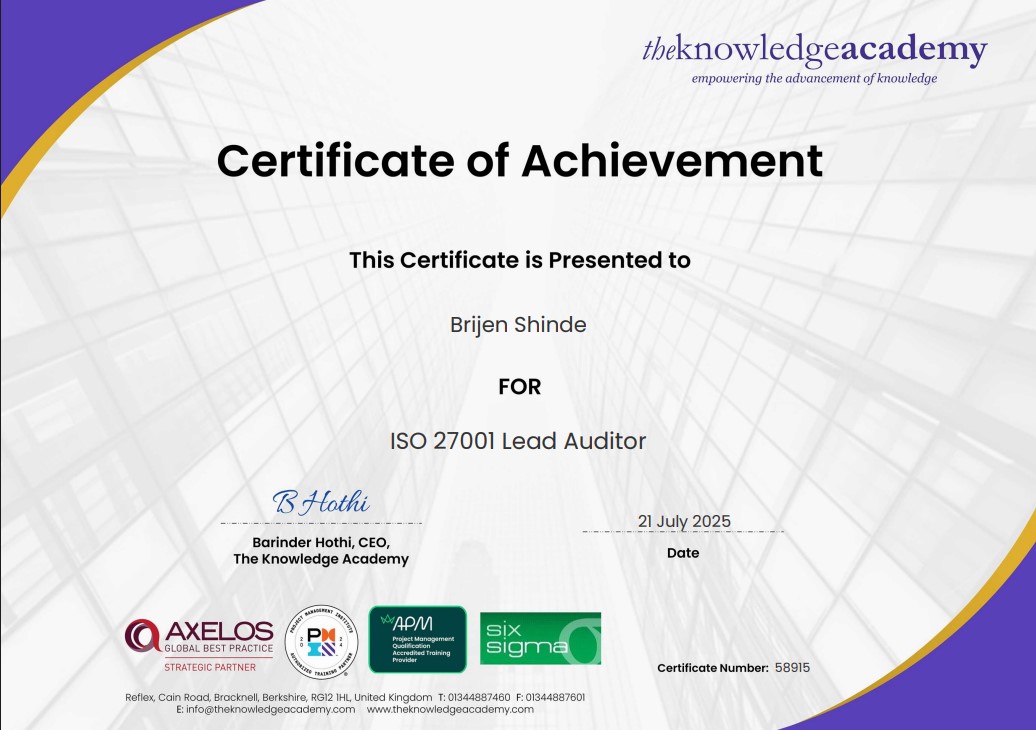 theknowledgeacademy
empowering the advancement of knowledge
Certificate of Achievement
This Certificate is Presented to
Brijen Shinde
FOR
ISO 27001 Lead Auditor
B Hothi
21 July 2025
Barinder Hothi, CEO,
The Knowledge Academy
Date
AXELOS
GLOBAL BEST PRACTICE
STRATEGIC PARTNER
PROJECT MANAGEMENT INSTITUTE
20 PMI 24
AUTHORIZED TRAINING PARTNER
APM
Project Management
Qualification
Accredited Training
Provider
six
sigma
Certificate Number: 58915
Reflex, Cain Road, Bracknell, Berkshire, RG12 1HL, United Kingdom T: 01344887460 F: 01344887601
E: info@theknowledgeacademy.com www.theknowledgeacademy.com